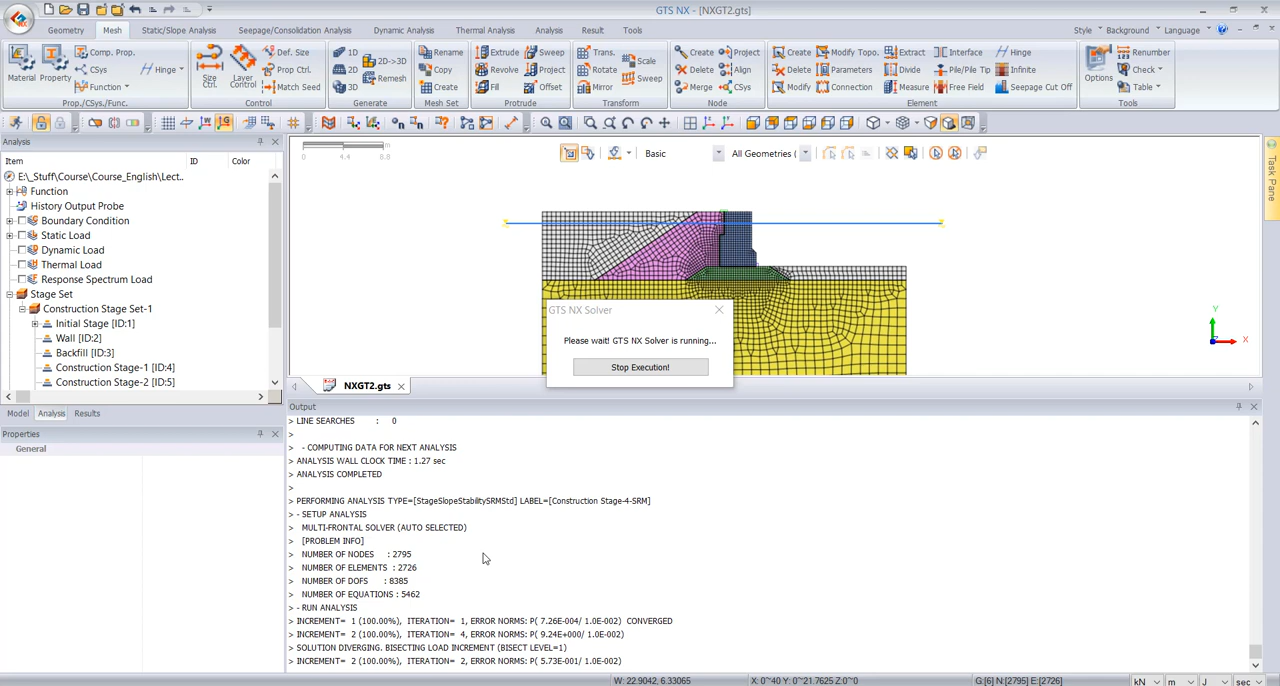 GTS NX - [NXGT2.gts]
Geometry Mesh Static/Slope Analysis Seepage/Consolidation Analysis Dynamic Analysis Thermal Analysis Analysis Result Tools Style Background Language
Comp. Prop. Def. Size 1D Rename Extrude Sweep Trans. Scale Create Project Create Modify Topo. Extract Interface Hinge Renumber
CSys Hinge Prop Ctrl. 2D 2D->3D Copy Revolve Project Rotate Sweep Delete Align Delete Parameters Divide Pile/Pile Tip Infinite Check
Material Property Function Size Ctrl. Layer Control Match Seed 3D Remesh Create Fill Offset Mirror Merge CSys Modify Connection Measure Free Field Seepage Cut Off Options Table
Prop./CSys./Func. Control Generate Mesh Set Protrude Transform Node Element Tools
Analysis
Item ID Color
E:\_Stuff\Course\Course_English\Lect..
Function
History Output Probe
Boundary Condition
Static Load
Dynamic Load
Thermal Load
Response Spectrum Load
Stage Set
Construction Stage Set-1
Initial Stage [ID:1]
Wall [ID:2]
Backfill [ID:3]
Construction Stage-1 [ID:4]
Construction Stage-2 [ID:5]
Model Analysis Results
Properties
General
m
4.4 8.8
Basic All Geometries (
Task Pane
GTS NX Solver
Please wait! GTS NX Solver is running...
Stop Execution!
Y
X
NXGT2.gts
Output
> LINE SEARCHES : 0
>
> - COMPUTING DATA FOR NEXT ANALYSIS
> ANALYSIS WALL CLOCK TIME : 1.27 sec
> ANALYSIS COMPLETED
>
> PERFORMING ANALYSIS TYPE=[StageSlopeStabilitySRMStd] LABEL=[Construction Stage-4-SRM]
> - SETUP ANALYSIS
> MULTI-FRONTAL SOLVER (AUTO SELECTED)
> [PROBLEM INFO]
> NUMBER OF NODES : 2795
> NUMBER OF ELEMENTS : 2726
> NUMBER OF DOFS : 8385
> NUMBER OF EQUATIONS : 5462
> - RUN ANALYSIS
> INCREMENT= 1 (100.00%), ITERATION= 1, ERROR NORMS: P( 7.26E-004/ 1.0E-002) CONVERGED
> INCREMENT= 2 (100.00%), ITERATION= 4, ERROR NORMS: P( 9.24E+000/ 1.0E-002)
> SOLUTION DIVERGING. BISECTING LOAD INCREMENT (BISECT LEVEL=1)
> INCREMENT= 2 (100.00%), ITERATION= 2, ERROR NORMS: P( 5.73E-001/ 1.0E-002)
W: 22.9042, 6.33065 X: 0~40 Y: 0~21.7625 Z:0~0 G:[6] N:[2795] E:[2726] kN m J sec